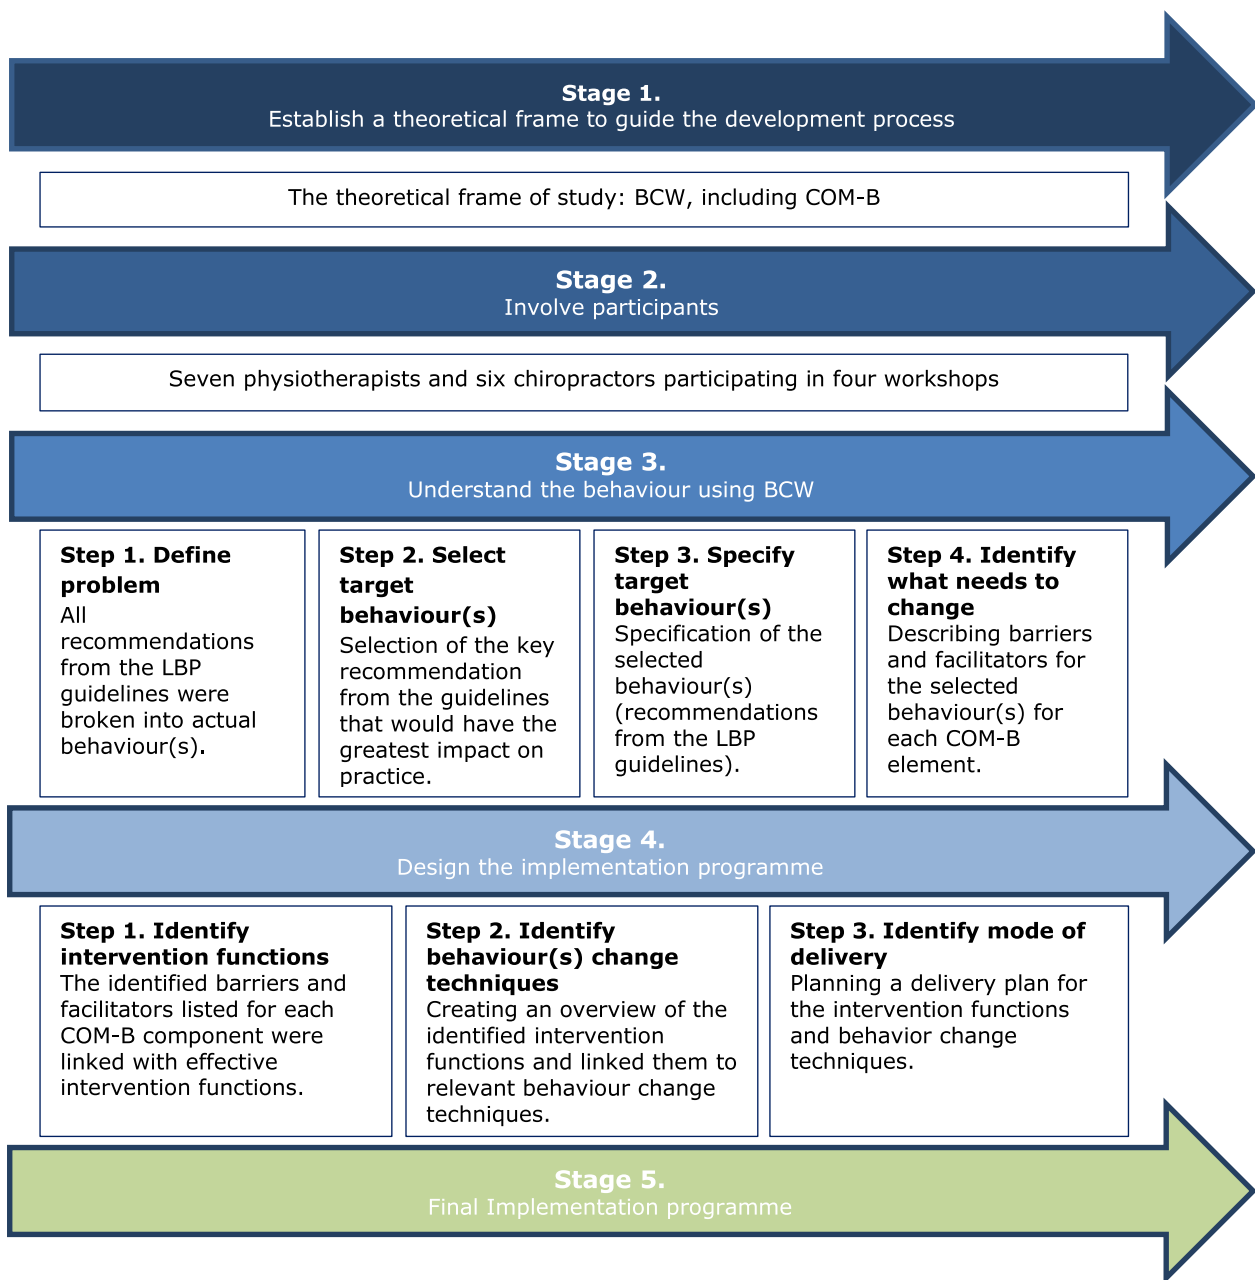 Stage 1.
Establish a theoretical frame to guide the development process
The theoretical frame of study: BCW, including COM-B
Stage 2.
Involve participants
Seven physiotherapists and six chiropractors participating in four workshops
Stage 3.
Understand the behaviour using BCW
Step 1. Define
problem
All
recommendations
from the LBP
guidelines were
broken into actual
behaviour(s).
Step 2. Select
target
behaviour(s)
Selection of the key
recommendation
from the guidelines
that would have the
greatest impact on
practice.
Step 3. Specify
target
behaviour(s)
Specification of the
selected
behaviour(s)
(recommendations
from the LBP
guidelines).
Step 4. Identify
what needs to
change
Describing barriers
and facilitators for
the selected
behaviour(s) for
each COM-B
element.
Stage 4.
Design the implementation programme
Step 1. Identify
intervention functions
The identified barriers and
facilitators listed for each
COM-B component were
linked with effective
intervention functions.
Step 2. Identify
behaviour(s) change
techniques
Creating an overview of the
identified intervention
functions and linked them to
relevant behaviour change
techniques.
Step 3. Identify mode of
delivery
Planning a delivery plan for
the intervention functions
and behavior change
techniques.
Stage 5.
Final Implementation programme